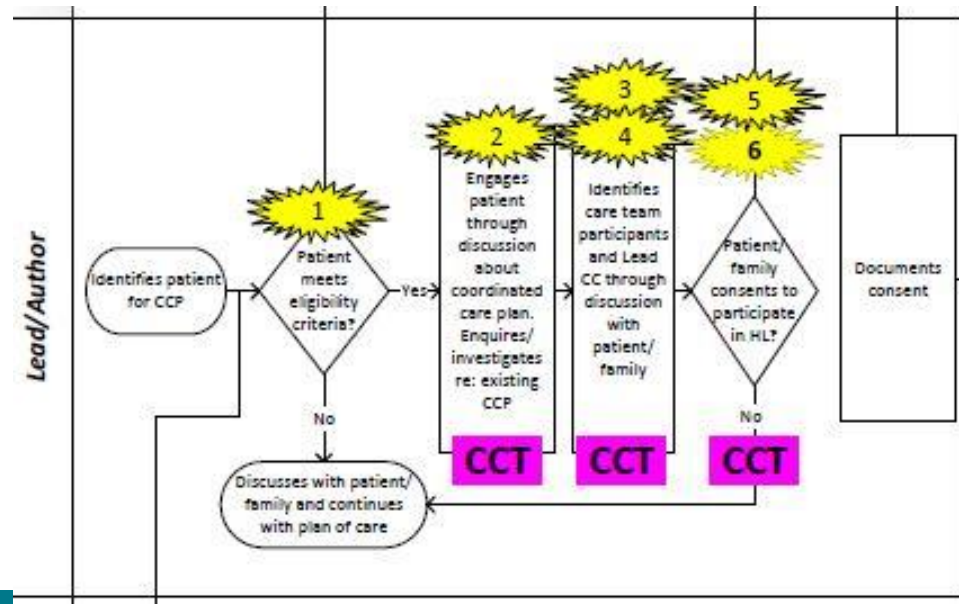 Lead/Author
Identifies patient
for CCP
1
Patient
meets
eligibility
criteria?
Yes
No
2
Engages
patient
through
discussion
about
coordinated
care plan.
Enquires/
investigates
re: existing
CCP
CCT
3
4
Identifies
care team
participants
and Lead
CC through
discussion
with
patient/
family
CCT
5
6
Patient/
family
consents to
participate
in HL?
No
CCT
Documents
consent
Discusses with patient/
family and continues
with plan of care